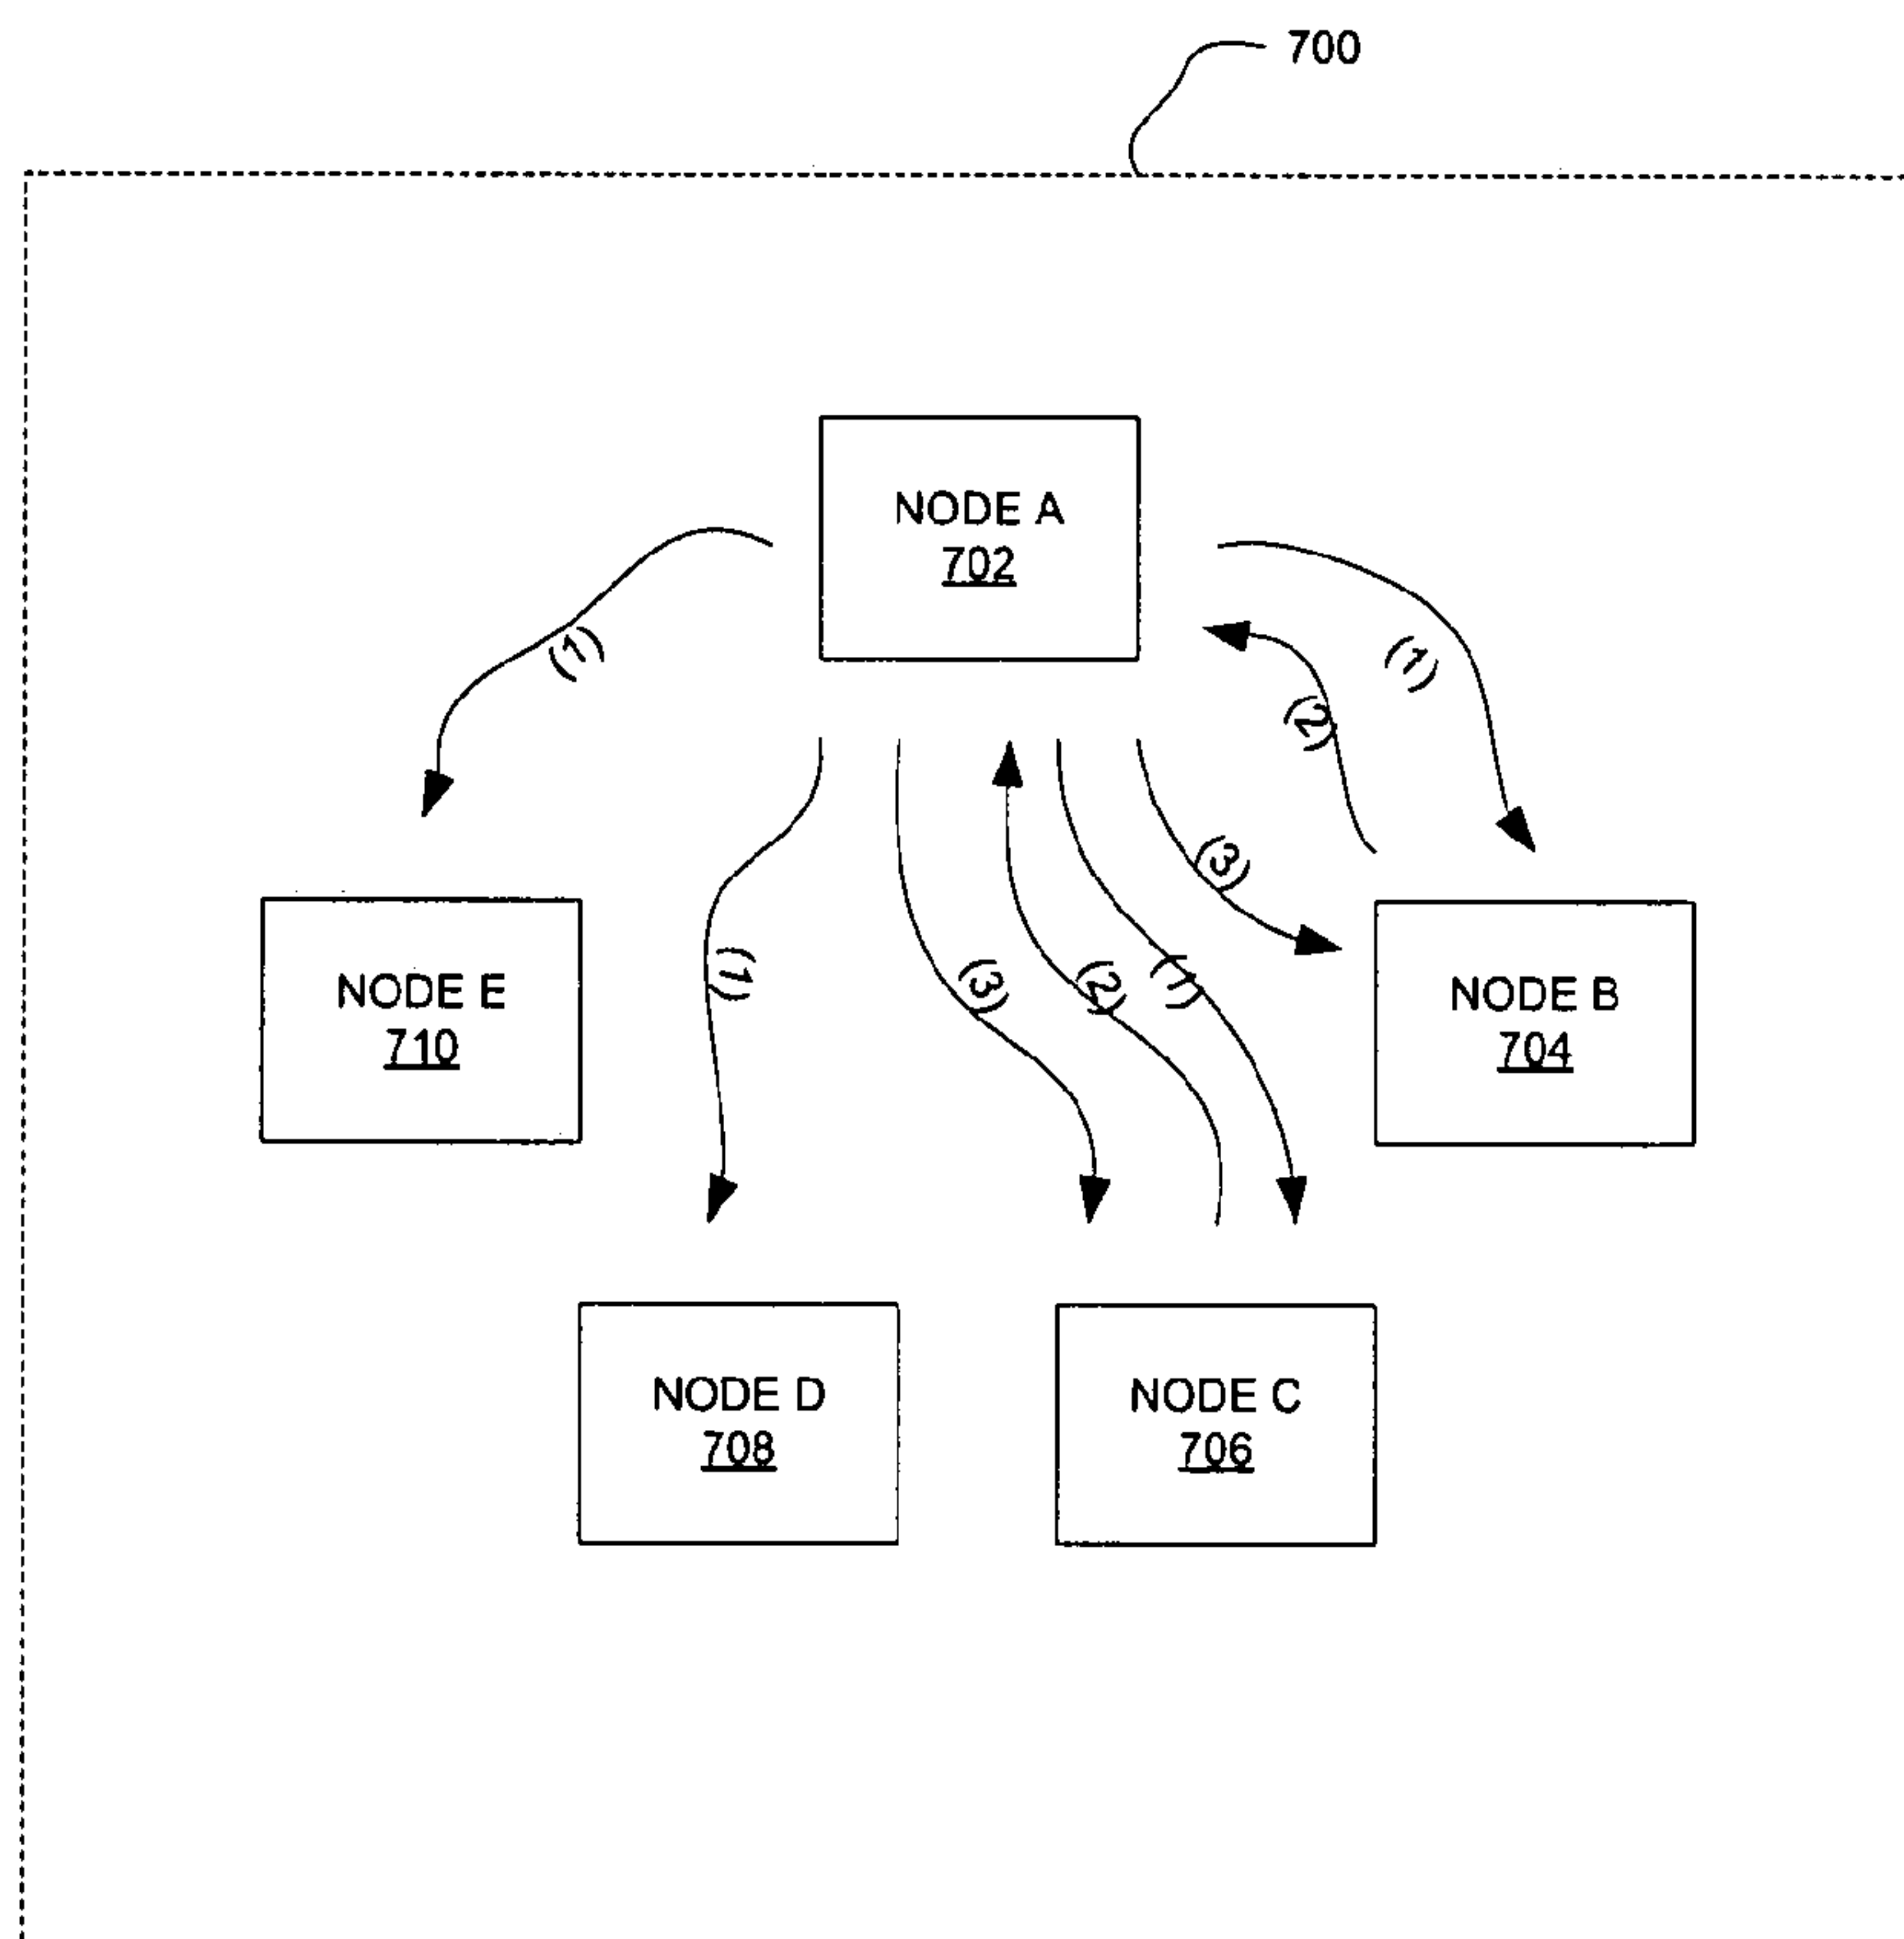 700
NODE A
702
(1)
(1)
(2)
(3)
(1)
(3)
(2)
(1)
NODE E
710
NODE B
704
NODE D
708
NODE C
706